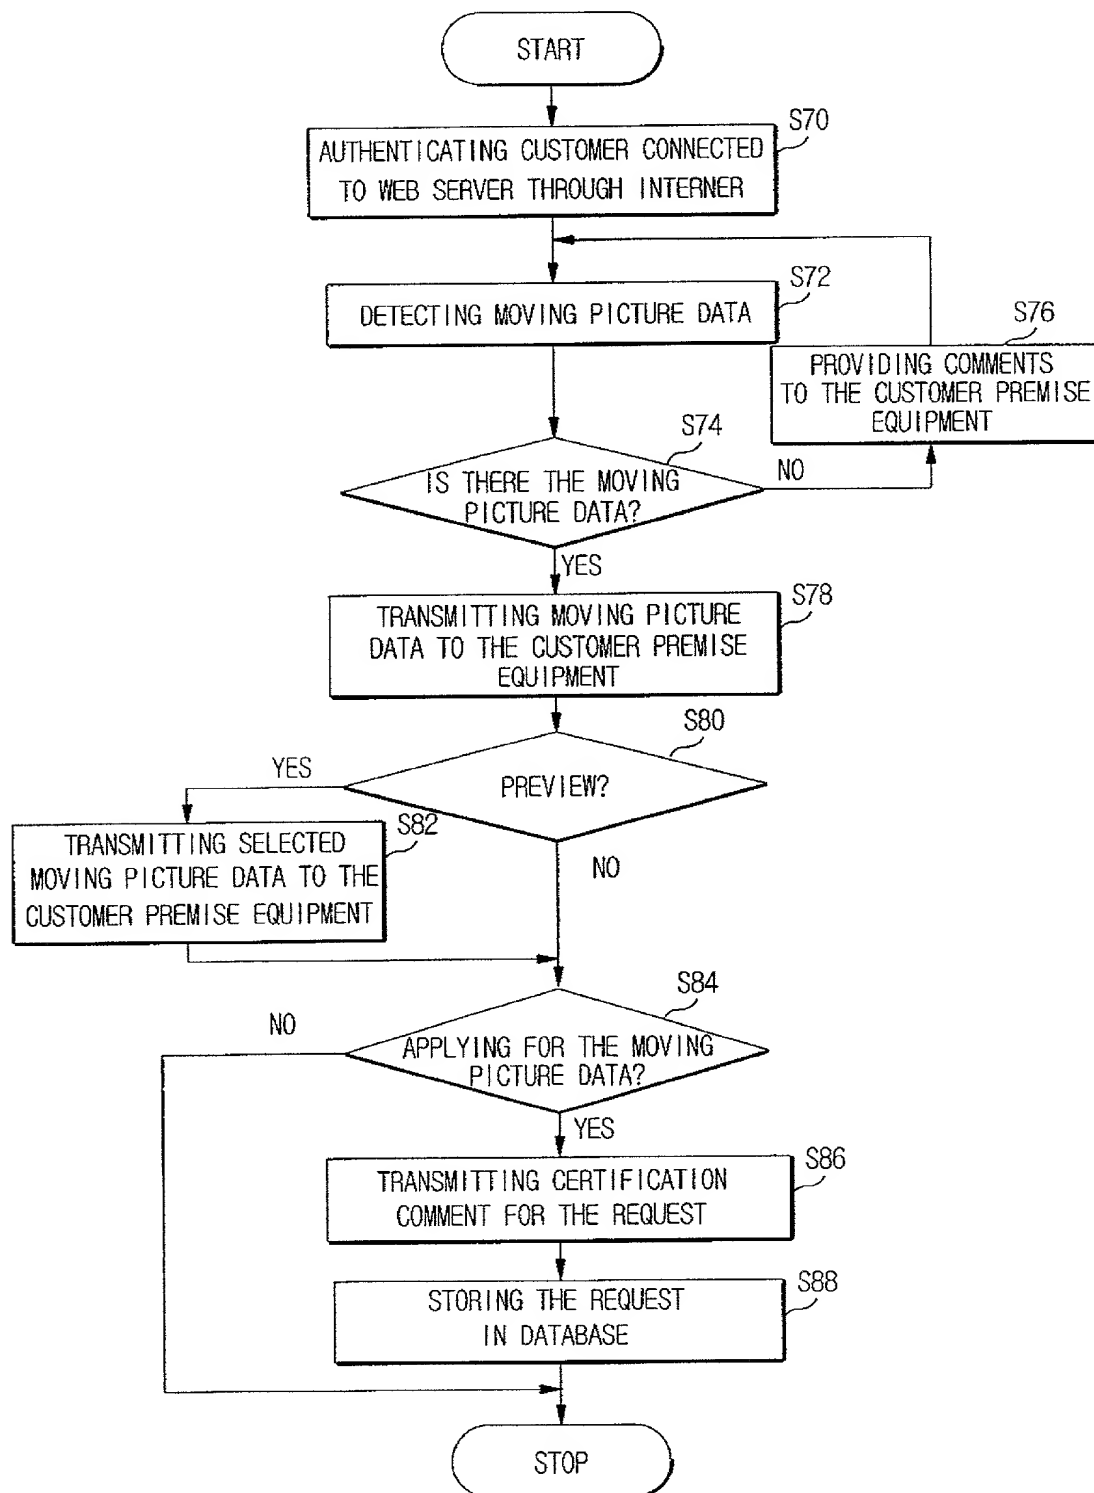 START
S70
AUTHENTICATING CUSTOMER CONNECTED
TO WEB SERVER THROUGH INTERNER
S72
DETECTING MOVING PICTURE DATA
S76
PROVIDING COMMENTS
TO THE CUSTOMER PREMISE
EQUIPMENT
S74
IS THERE THE MOVING
PICTURE DATA?
NO
YES
S78
TRANSMITTING MOVING PICTURE
DATA TO THE CUSTOMER PREMISE
EQUIPMENT
S80
PREVIEW?
YES
NO
S82
TRANSMITTING SELECTED
MOVING PICTURE DATA TO THE
CUSTOMER PREMISE EQUIPMENT
S84
APPLYING FOR THE MOVING
PICTURE DATA?
NO
YES
S86
TRANSMITTING CERTIFICATION
COMMENT FOR THE REQUEST
S88
STORING THE REQUEST
IN DATABASE
STOP